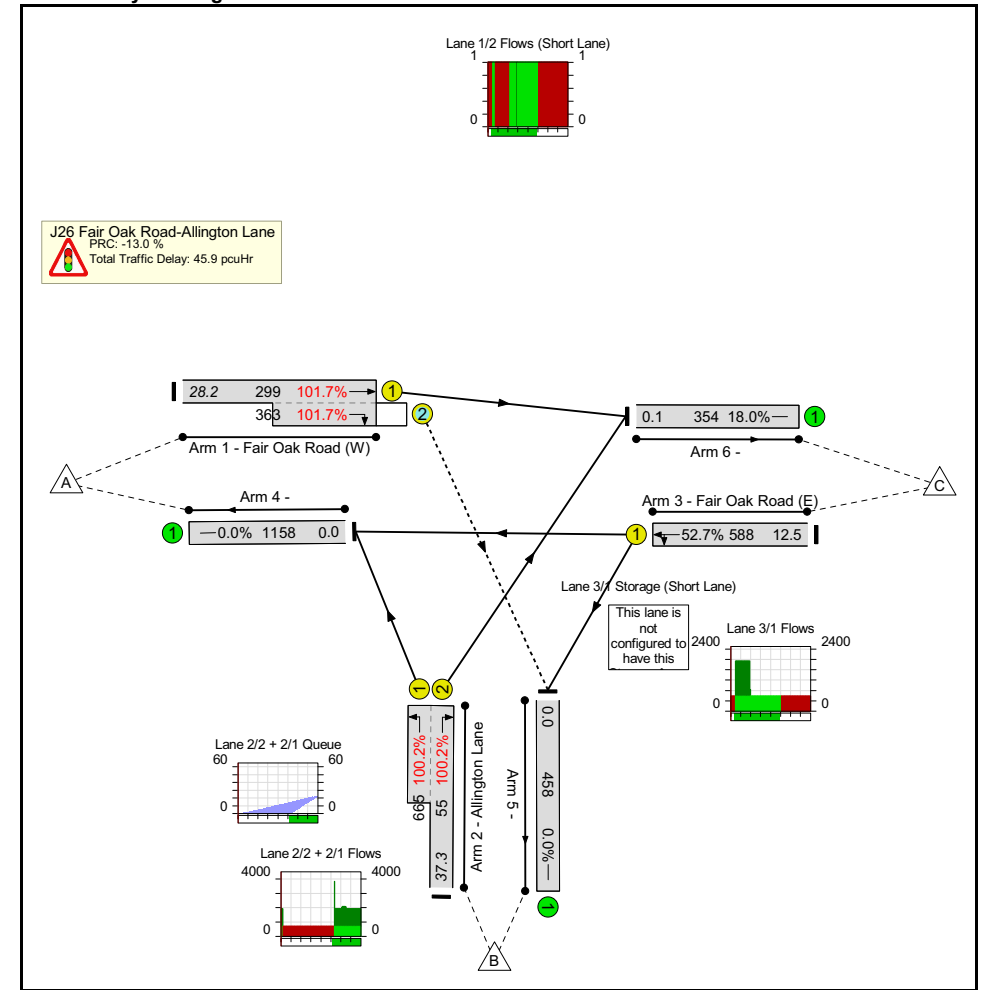 Lane 1/2 Flows (Short Lane)
1 1
0 0
J26 Fair Oak Road-Allington Lane
PRC: -13.0 %
Total Traffic Delay: 45.9 pcuHr
28.2 299 101.7% 1
363 101.7% 2
Arm 1 - Fair Oak Road (W)
0.1 354 18.0% 1
Arm 6 -
A
C
Arm 4 -
1 0.0% 1158 0.0
Arm 3 - Fair Oak Road (E)
1 52.7% 588 12.5
Lane 3/1 Storage (Short Lane)
This lane is
not
configured to
have this
Lane 3/1 Flows
2400 2400
0 0
1 2
100.2% 100.2%
665 55
37.3
Arm 2 - Allington Lane
Arm 5 -
0.0 458 0.0%
1
Lane 2/2 + 2/1 Queue
60 60
0 0
Lane 2/2 + 2/1 Flows
4000 4000
0 0
B